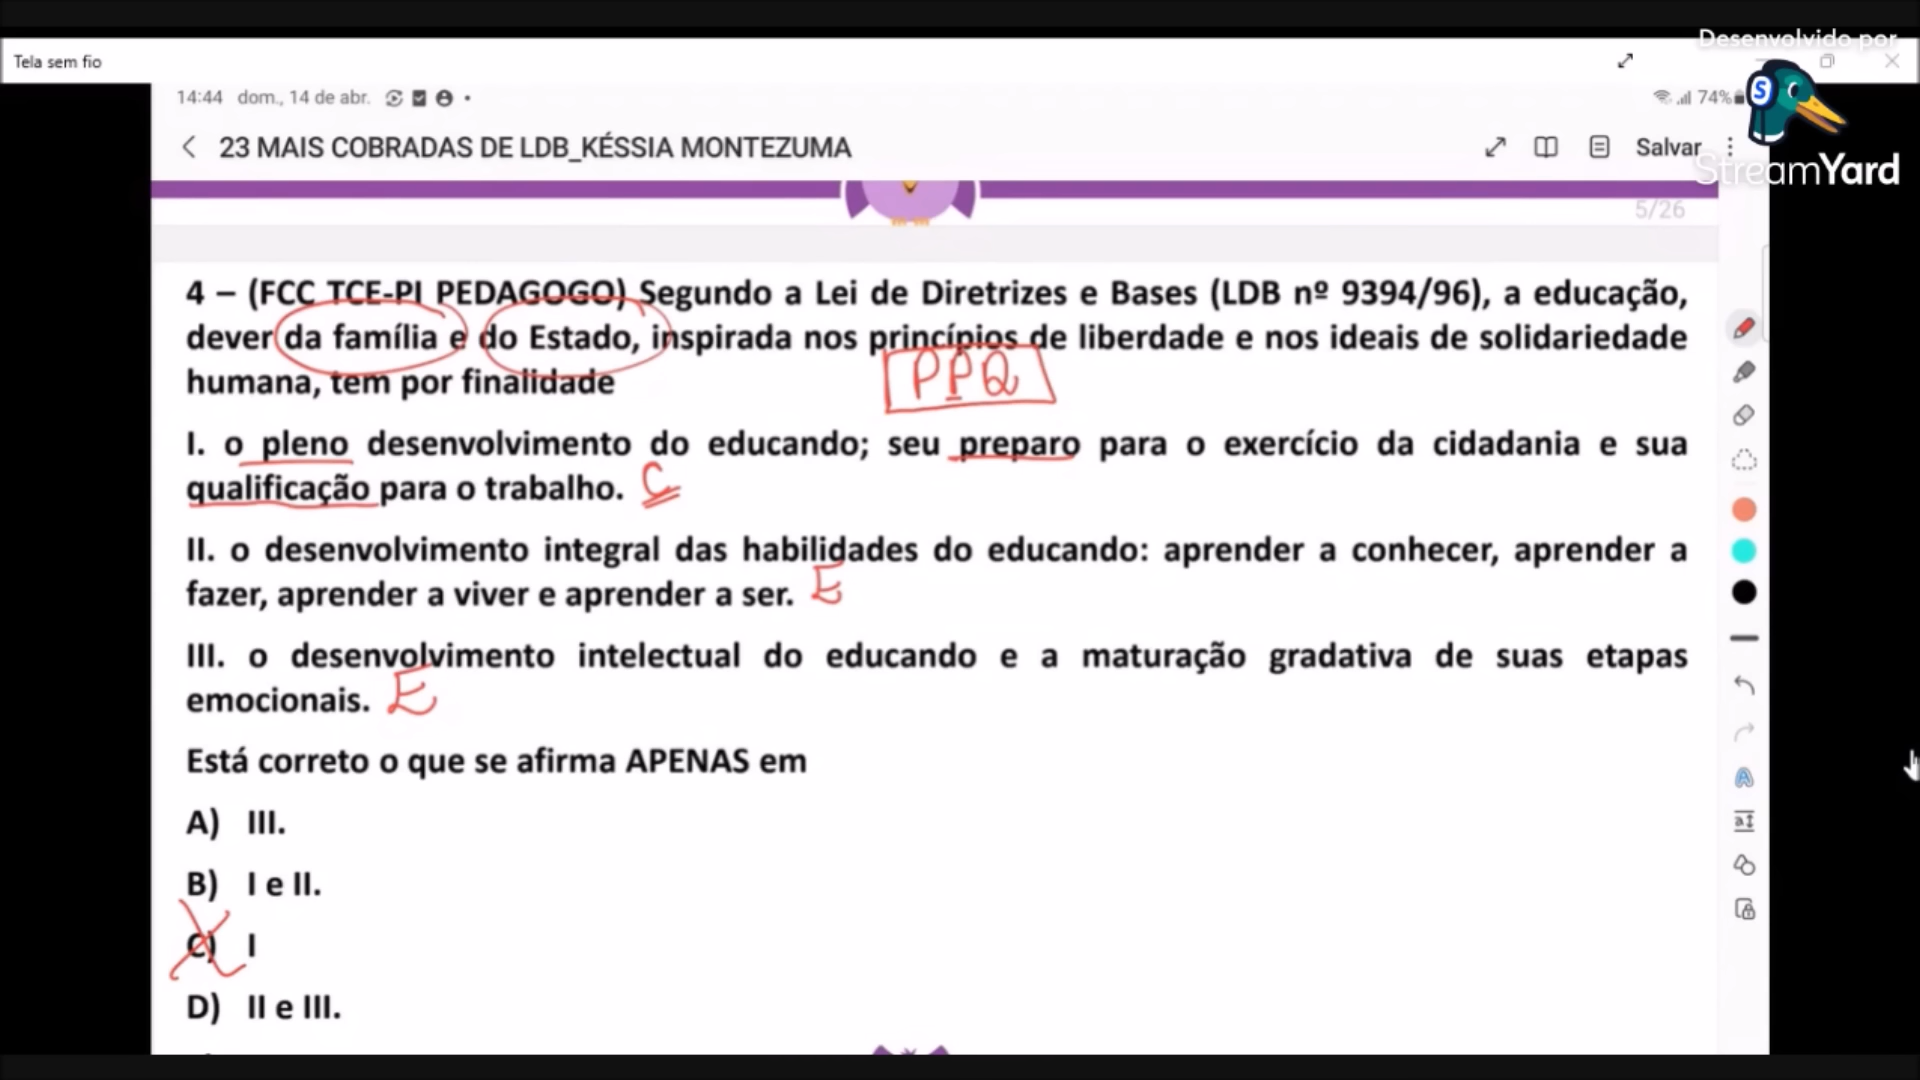 Desenvolvido por
Tela sem fio
14:44 dom., 14 de abr.
74%
S
23 MAIS COBRADAS DE LDB_KÉSSIA MONTEZUMA
Salvar
StreamYard
5/26
4 – (FCC TCE-PI PEDAGOGO) Segundo a Lei de Diretrizes e Bases (LDB nº 9394/96), a educação,
dever da família e do Estado, inspirada nos princípios de liberdade e nos ideais de solidariedade
humana, tem por finalidade
PPQ
I. o pleno desenvolvimento do educando; seu preparo para o exercício da cidadania e sua
qualificação para o trabalho. C
II. o desenvolvimento integral das habilidades do educando: aprender a conhecer, aprender a
fazer, aprender a viver e aprender a ser. E
III. o desenvolvimento intelectual do educando e a maturação gradativa de suas etapas
emocionais. E
Está correto o que se afirma APENAS em
A) III.
B) I e II.
C) I
D) II e III.